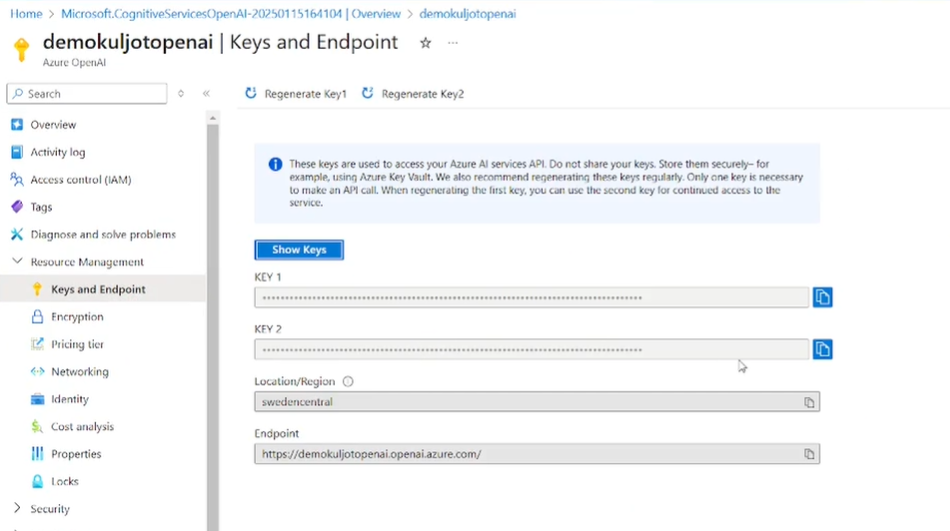 Home > Microsoft.CognitiveServicesOpenAI-20250115164104 | Overview > demokuljotopenai
demokuljotopenai | Keys and Endpoint
Azure OpenAI
Search
Regenerate Key1
Regenerate Key2
Overview
Activity log
Access control (IAM)
Tags
Diagnose and solve problems
Resource Management
Keys and Endpoint
Encryption
Pricing tier
Networking
Identity
Cost analysis
Properties
Locks
Security
These keys are used to access your Azure AI services API. Do not share your keys. Store them securely– for
example, using Azure Key Vault. We also recommend regenerating these keys regularly. Only one key is necessary
to make an API call. When regenerating the first key, you can use the second key for continued access to the
service.
Show Keys
KEY 1
KEY 2
Location/Region
swedencentral
Endpoint
https://demokuljotopenai.openai.azure.com/